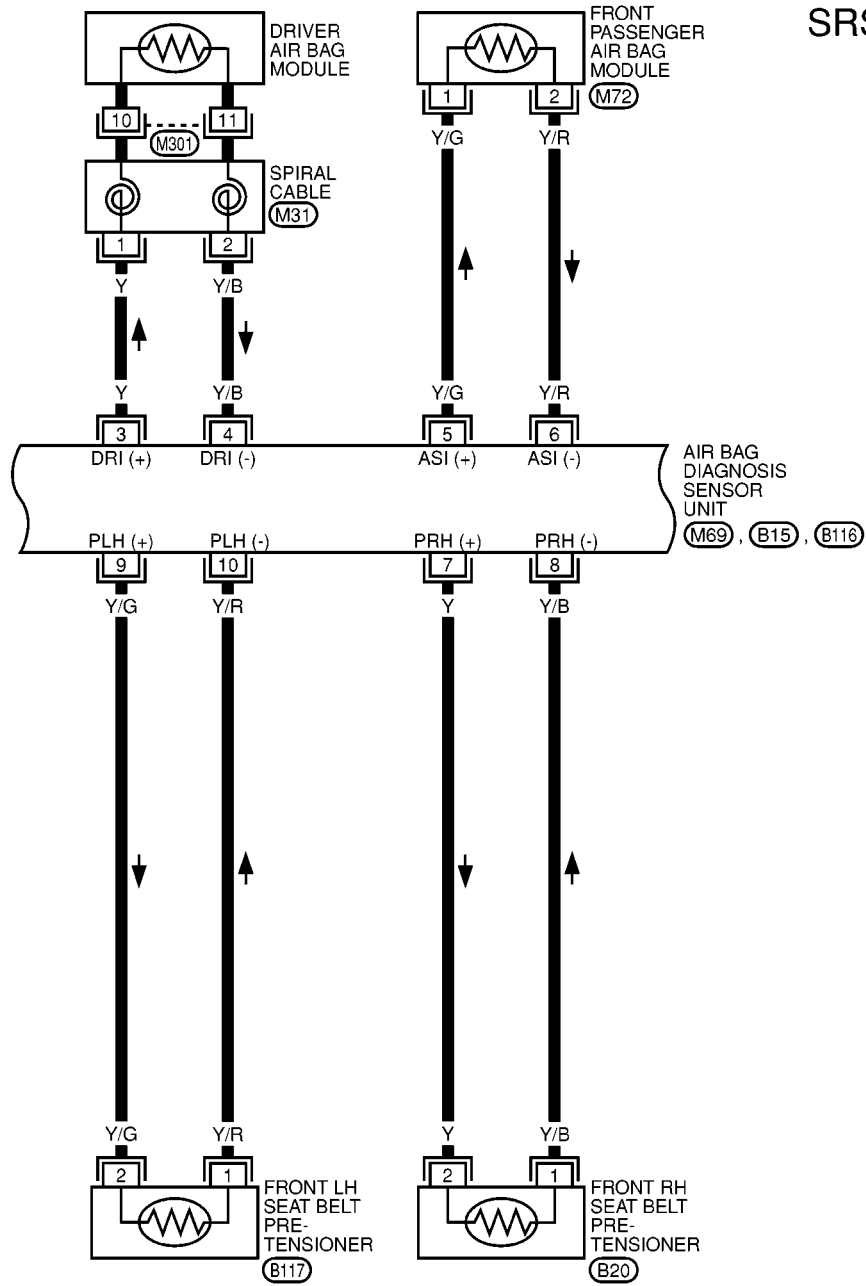 SRS
DRIVER
AIR BAG
MODULE
FRONT
PASSENGER
AIR BAG
MODULE
M72
10 11
M301
1 2
Y/G Y/R
SPIRAL
CABLE
M31
1 2
Y Y/B
Y Y/B Y/G Y/R
3 4 5 6
DRI (+) DRI (-) ASI (+) ASI (-)
AIR BAG
DIAGNOSIS
SENSOR
UNIT
M69 , B15 , B116
PLH (+) PLH (-) PRH (+) PRH (-)
9 10 7 8
Y/G Y/R Y Y/B
Y/G Y/R Y Y/B
2 1 2 1
FRONT LH
SEAT BELT
PRE-
TENSIONER
B117
FRONT RH
SEAT BELT
PRE-
TENSIONER
B20